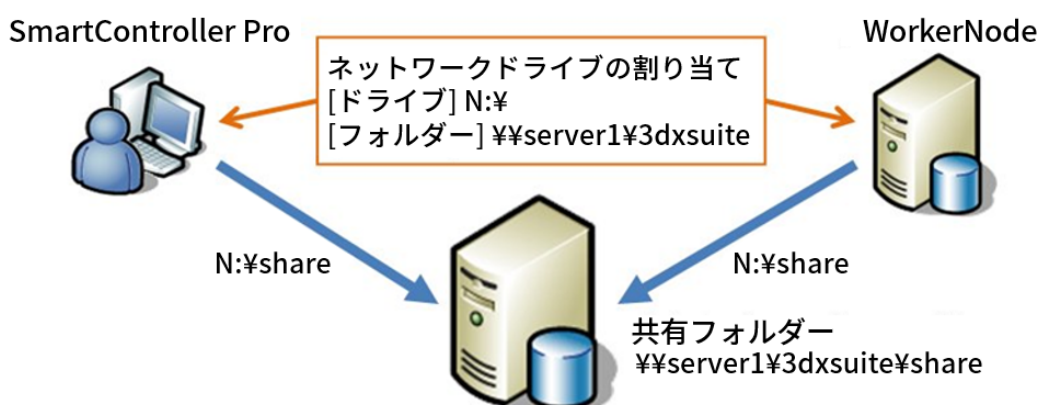 SmartController Pro
WorkerNode
ネットワークドライブの割り当て
[ドライブ] N:¥
[フォルダー] ¥¥server1¥3dxsuite
N:¥share
N:¥share
共有フォルダー
¥¥server1¥3dxsuite¥share